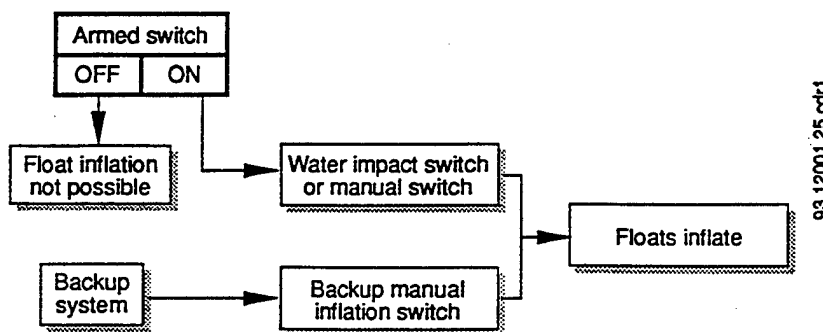 Armed switch
OFF ON
Float inflation
not possible
Water impact switch
or manual switch
Floats inflate
Backup
system
Backup manual
inflation switch
93 12001 25 cdr1